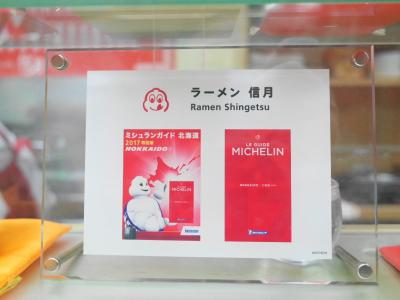 ラーメン 信月
Ramen Shingetsu
ミシュランガイド 北海道
2017 特別版
HOKKAIDO
MICHELIN
LE GUIDE
MICHELIN